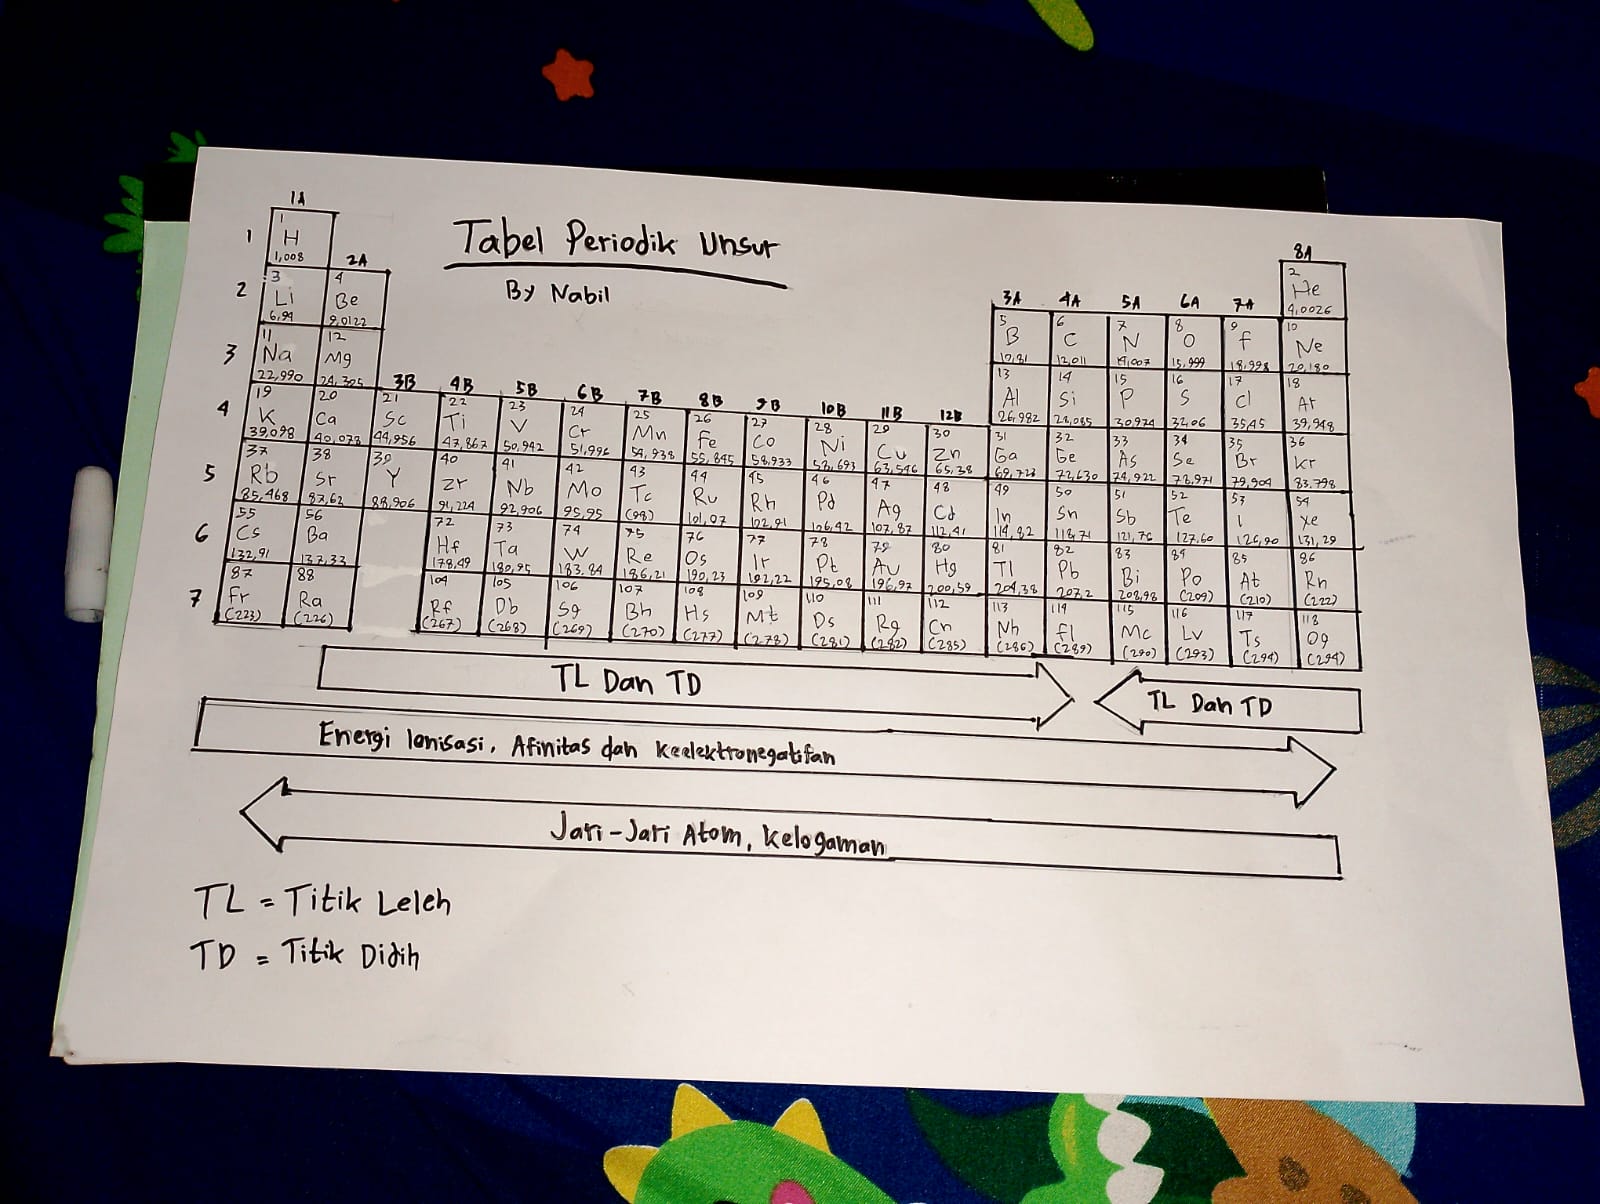 Tabel Periodik Unsur
By Nabil
1A 2A 3B 4B 5B 6B 7B 8B 9B 10B 11B 12B 3A 4A 5A 6A 7A 8A
1
1 2
H He
1,008 4,0026
2
3 4 5 6 7 8 9 10
Li Be B C N O F Ne
6,94 9,0122 10,81 12,011 14,007 15,999 18,998 20,180
3
11 12 13 14 15 16 17 18
Na Mg Al Si P S Cl Ar
22,990 24,305 26,982 28,085 30,974 32,06 35,45 39,948
4
19 20 21 22 23 24 25 26 27 28 29 30 31 32 33 34 35 36
K Ca Sc Ti V Cr Mn Fe Co Ni Cu Zn Ga Ge As Se Br Kr
39,098 40,078 44,956 47,867 50,942 51,996 54,938 55,845 58,933 58,693 63,546 65,38 69,723 72,630 74,922 78,971 79,904 83,798
5
37 38 39 40 41 42 43 44 45 46 47 48 49 50 51 52 53 54
Rb Sr Y Zr Nb Mo Tc Ru Rh Pd Ag Cd In Sn Sb Te I Xe
85,468 87,62 88,906 91,224 92,906 95,95 (98) 101,07 102,91 106,42 107,87 112,41 114,82 118,71 121,76 127,60 126,90 131,29
6
55 56 72 73 74 75 76 77 78 79 80 81 82 83 84 85 86
Cs Ba Hf Ta W Re Os Ir Pt Au Hg Tl Pb Bi Po At Rn
132,91 137,33 178,49 180,95 183,84 186,21 190,23 192,22 195,08 196,97 200,59 204,38 207,2 208,98 (209) (210) (222)
7
87 88 104 105 106 107 108 109 110 111 112 113 114 115 116 117 118
Fr Ra Rf Db Sg Bh Hs Mt Ds Rg Cn Nh Fl Mc Lv Ts Og
(223) (226) (267) (268) (269) (270) (277) (278) (281) (282) (285) (286) (289) (290) (293) (294) (294)
TL Dan TD
TL Dan TD
Energi Ionisasi, Afinitas dan Keelektronegatifan
Jari-Jari Atom, Kelogaman
TL = Titik Leleh
TD = Titik Didih